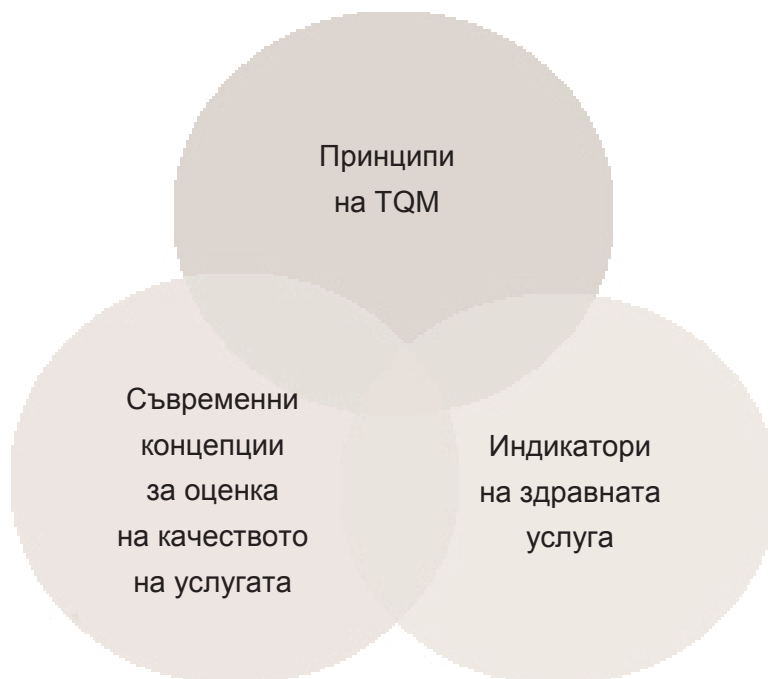 Принципи
на TQM
Съвременни
концепции
за оценка
на качеството
на услугата
Индикатори
на здравната
услуга